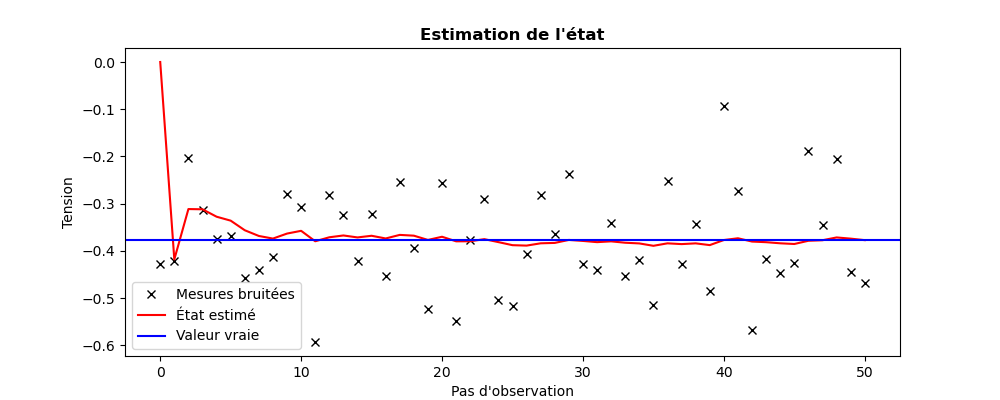 Estimation de l'état
Tension
0.0
−0.1
−0.2
−0.3
−0.4
−0.5
−0.6
Mesures bruitées
État estimé
Valeur vraie
0 10 20 30 40 50
Pas d'observation